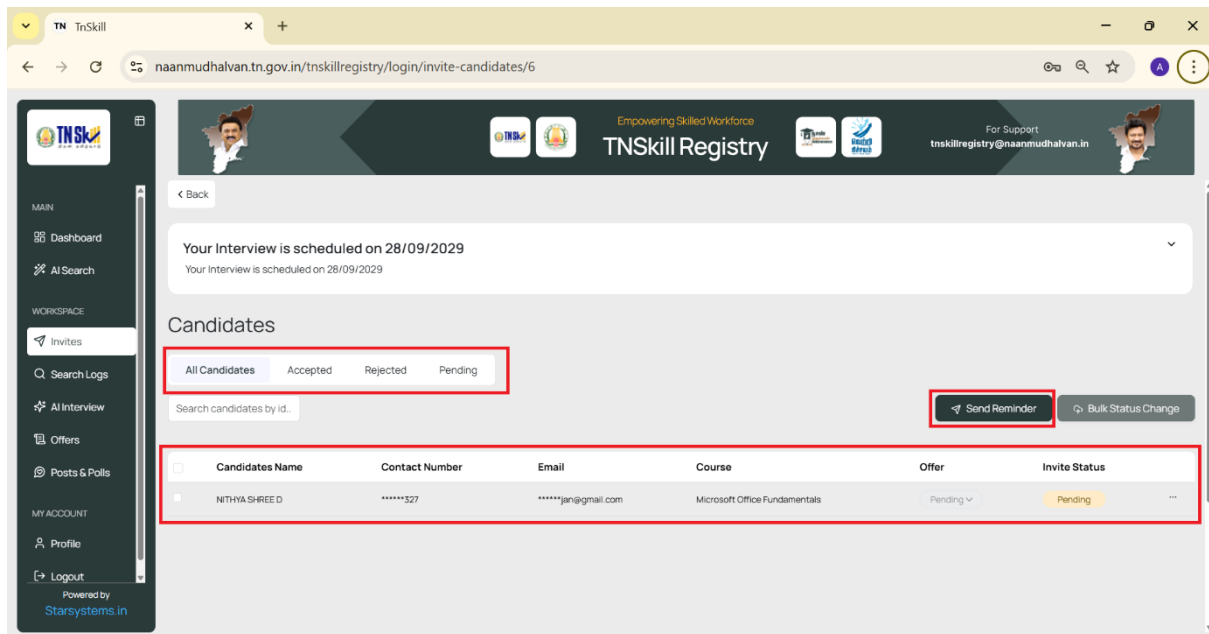 TN TnSkill
naanmudhalvan.tn.gov.in/tnskillregistry/login/invite-candidates/6
A
TN Skill
Empowering Skilled Workforce
TNSkill Registry
For Support
tnskillregistry@naanmudhalvan.in
Back
MAIN
Dashboard
AI Search
WORKSPACE
Invites
Search Logs
AI Interview
Offers
Posts & Polls
MY ACCOUNT
Profile
Logout
Powered by
Starsystems.in
Your Interview is scheduled on 28/09/2029
Your Interview is scheduled on 28/09/2029
Candidates
All Candidates Accepted Rejected Pending
Search candidates by id..
Send Reminder
Bulk Status Change
Candidates Name Contact Number Email Course Offer Invite Status
NITHYA SHREE D ******327 ******jan@gmail.com Microsoft Office Fundamentals Pending Pending ...